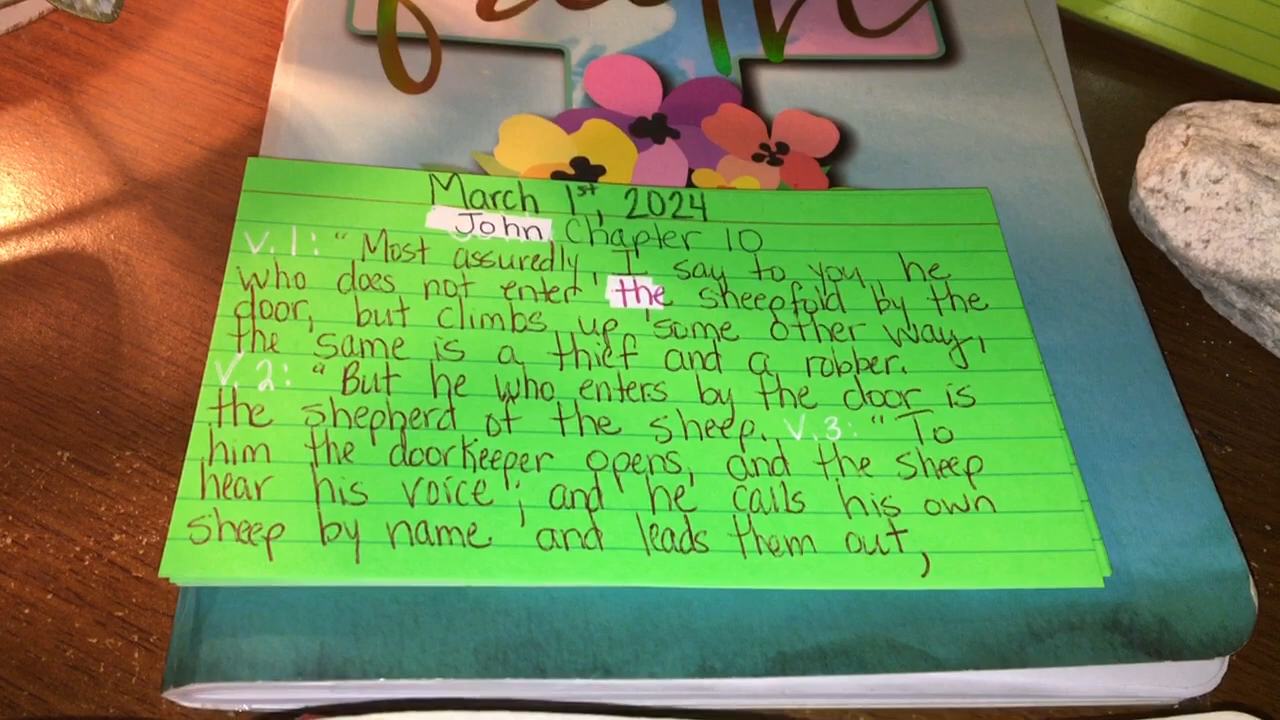 faith
March 1st, 2024
John Chapter 10
V.1: "Most assuredly, I say to you, he
who does not enter the sheepfold by the
door, but climbs up some other way,
the same is a thief and a robber.
V.2: "But he who enters by the door is
the shepherd of the sheep. V.3: "To
him the doorkeeper opens, and the sheep
hear his voice; and he calls his own
sheep by name and leads them out,